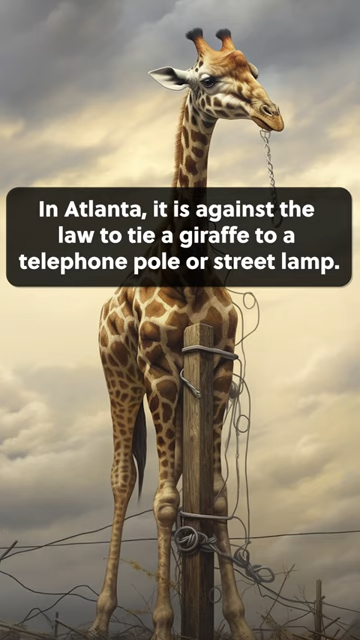 In Atlanta, it is against the
law to tie a giraffe to a
telephone pole or street lamp.